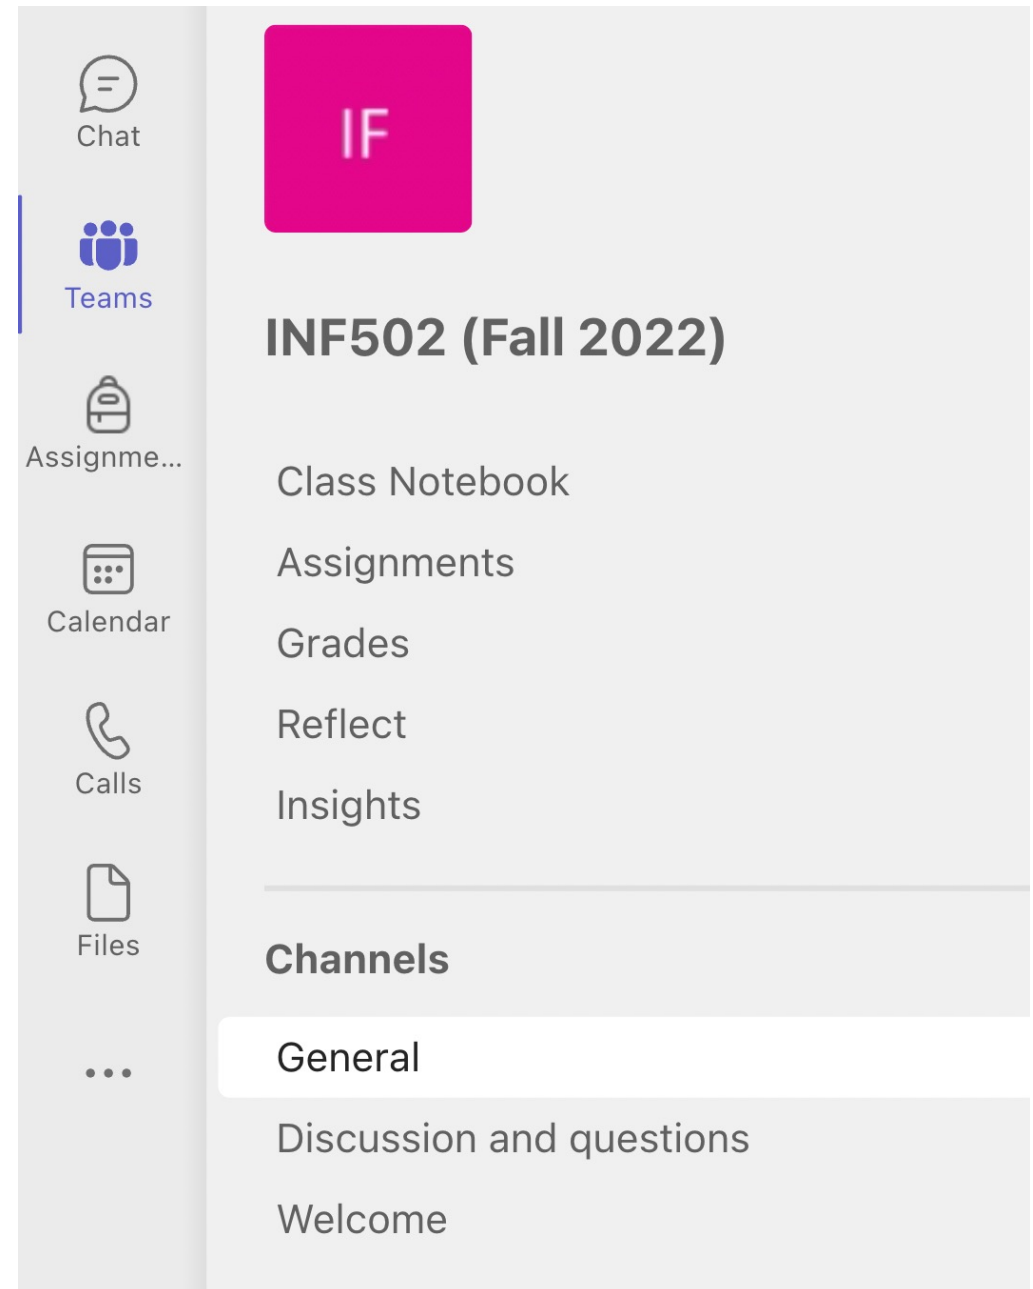 Chat
Teams
Assignme...
Calendar
Calls
Files
IF
INF502 (Fall 2022)
Class Notebook
Assignments
Grades
Reflect
Insights
Channels
General
Discussion and questions
Welcome